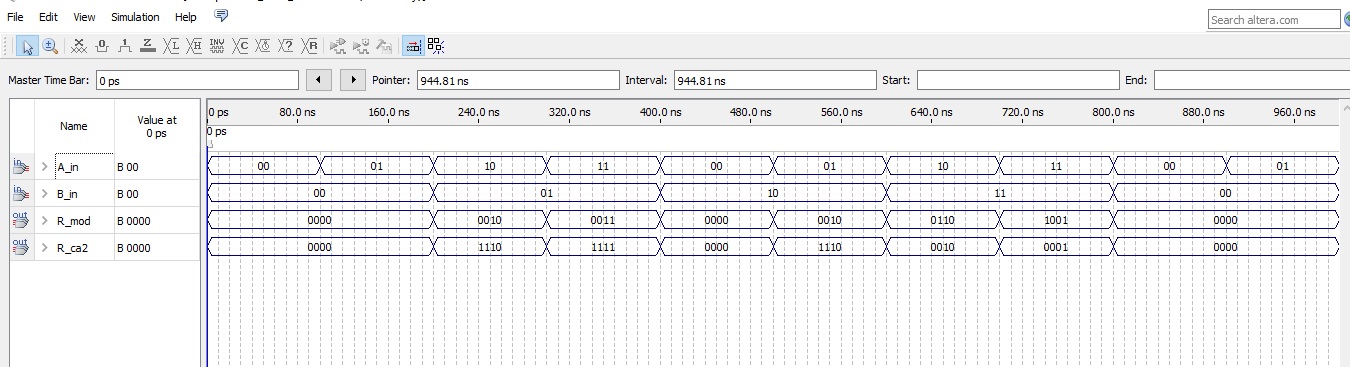 File Edit View Simulation Help
Search altera.com
Master Time Bar: 0 ps Pointer: 944.81 ns Interval: 944.81 ns Start: End:
Name Value at 0 ps 0 ps 80.0 ns 160.0 ns 240.0 ns 320.0 ns 400.0 ns 480.0 ns 560.0 ns 640.0 ns 720.0 ns 800.0 ns 880.0 ns 960.0 ns
0 ps
A_in B 00 00 01 10 11 00 01 10 11 00 01
B_in B 00 00 01 10 11 00
R_mod B 0000 0000 0010 0011 0000 0010 0110 1001 0000
R_ca2 B 0000 0000 1110 1111 0000 1110 0010 0001 0000